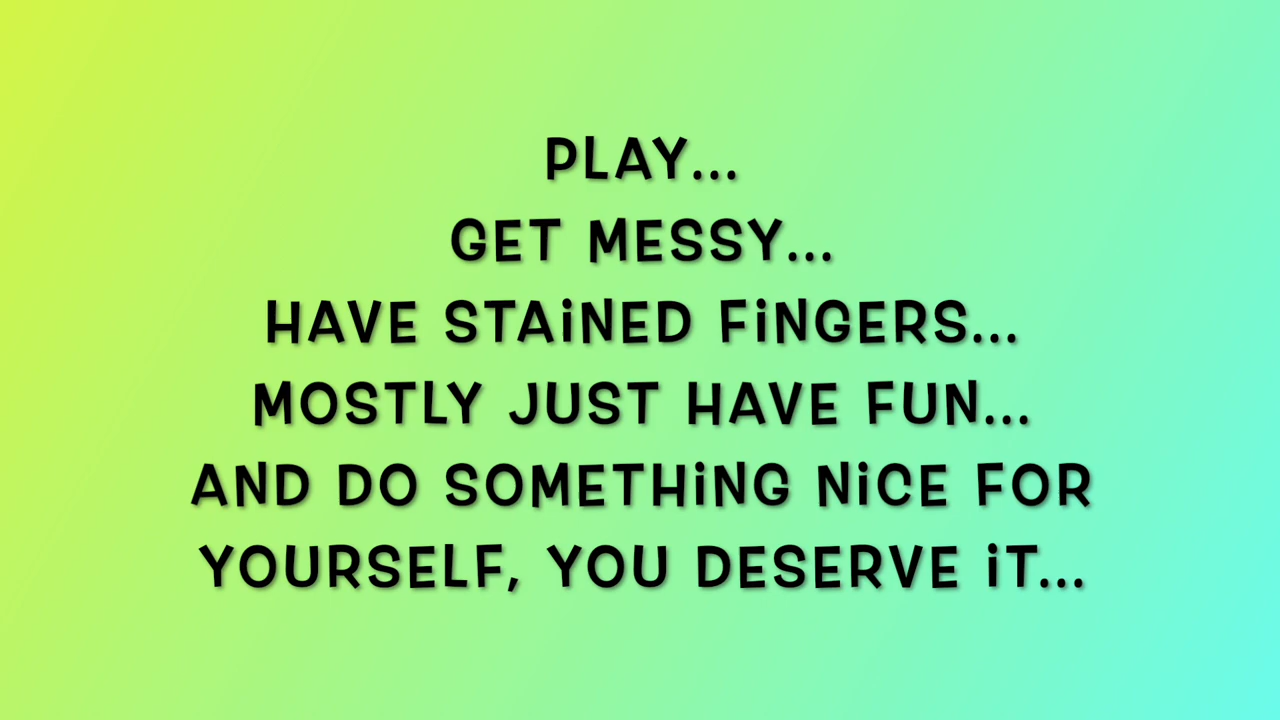 PLAY...
GET MESSY...
HAVE STAiNED FiNGERS...
MOSTLY JUST HAVE FUN...
AND DO SOMETHiNG NiCE FOR
YOURSELF, YOU DESERVE iT...